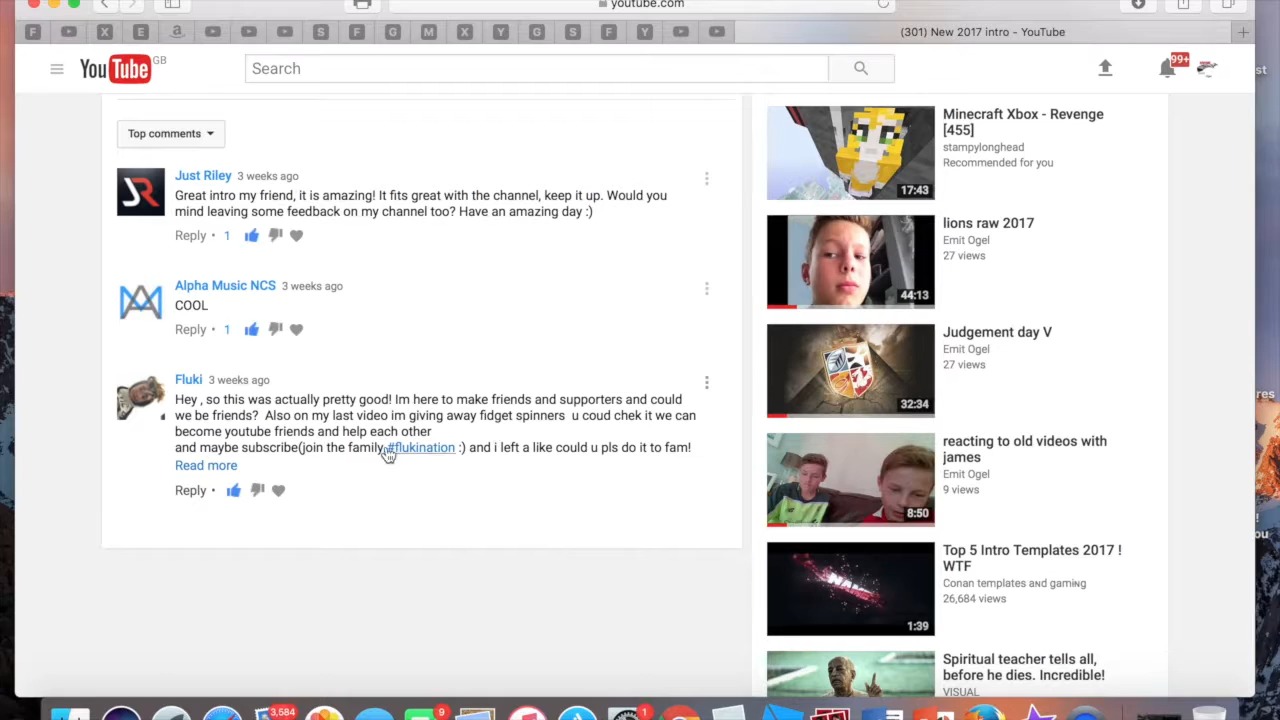 youtube.com
F
X
E
a
S
F
G
M
X
Y
G
S
F
Y
(301) New 2017 intro - YouTube
YouTube GB
Search
99+
st
Top comments
Just Riley 3 weeks ago
Great intro my friend, it is amazing! It fits great with the channel, keep it up. Would you
mind leaving some feedback on my channel too? Have an amazing day :)
Reply • 1
Alpha Music NCS 3 weeks ago
COOL
Reply • 1
Fluki 3 weeks ago
Hey , so this was actually pretty good! Im here to make friends and supporters and could
we be friends? Also on my last video im giving away fidget spinners u coud chek it we can
become youtube friends and help each other
and maybe subscribe(join the family #flukination :) and i left a like could u pls do it to fam!
Read more
Reply •
Minecraft Xbox - Revenge
[455]
stampylonghead
Recommended for you
17:43
lions raw 2017
Emit Ogel
27 views
44:13
Judgement day V
Emit Ogel
27 views
32:34
reacting to old videos with
james
Emit Ogel
9 views
8:50
Top 5 Intro Templates 2017 !
WTF
Conan templates aɴd gamiɴg
26,684 views
NAME
1:39
Spiritual teacher tells all,
before he dies. Incredible!
VISUAL
res
!
ou
3,584
9
1